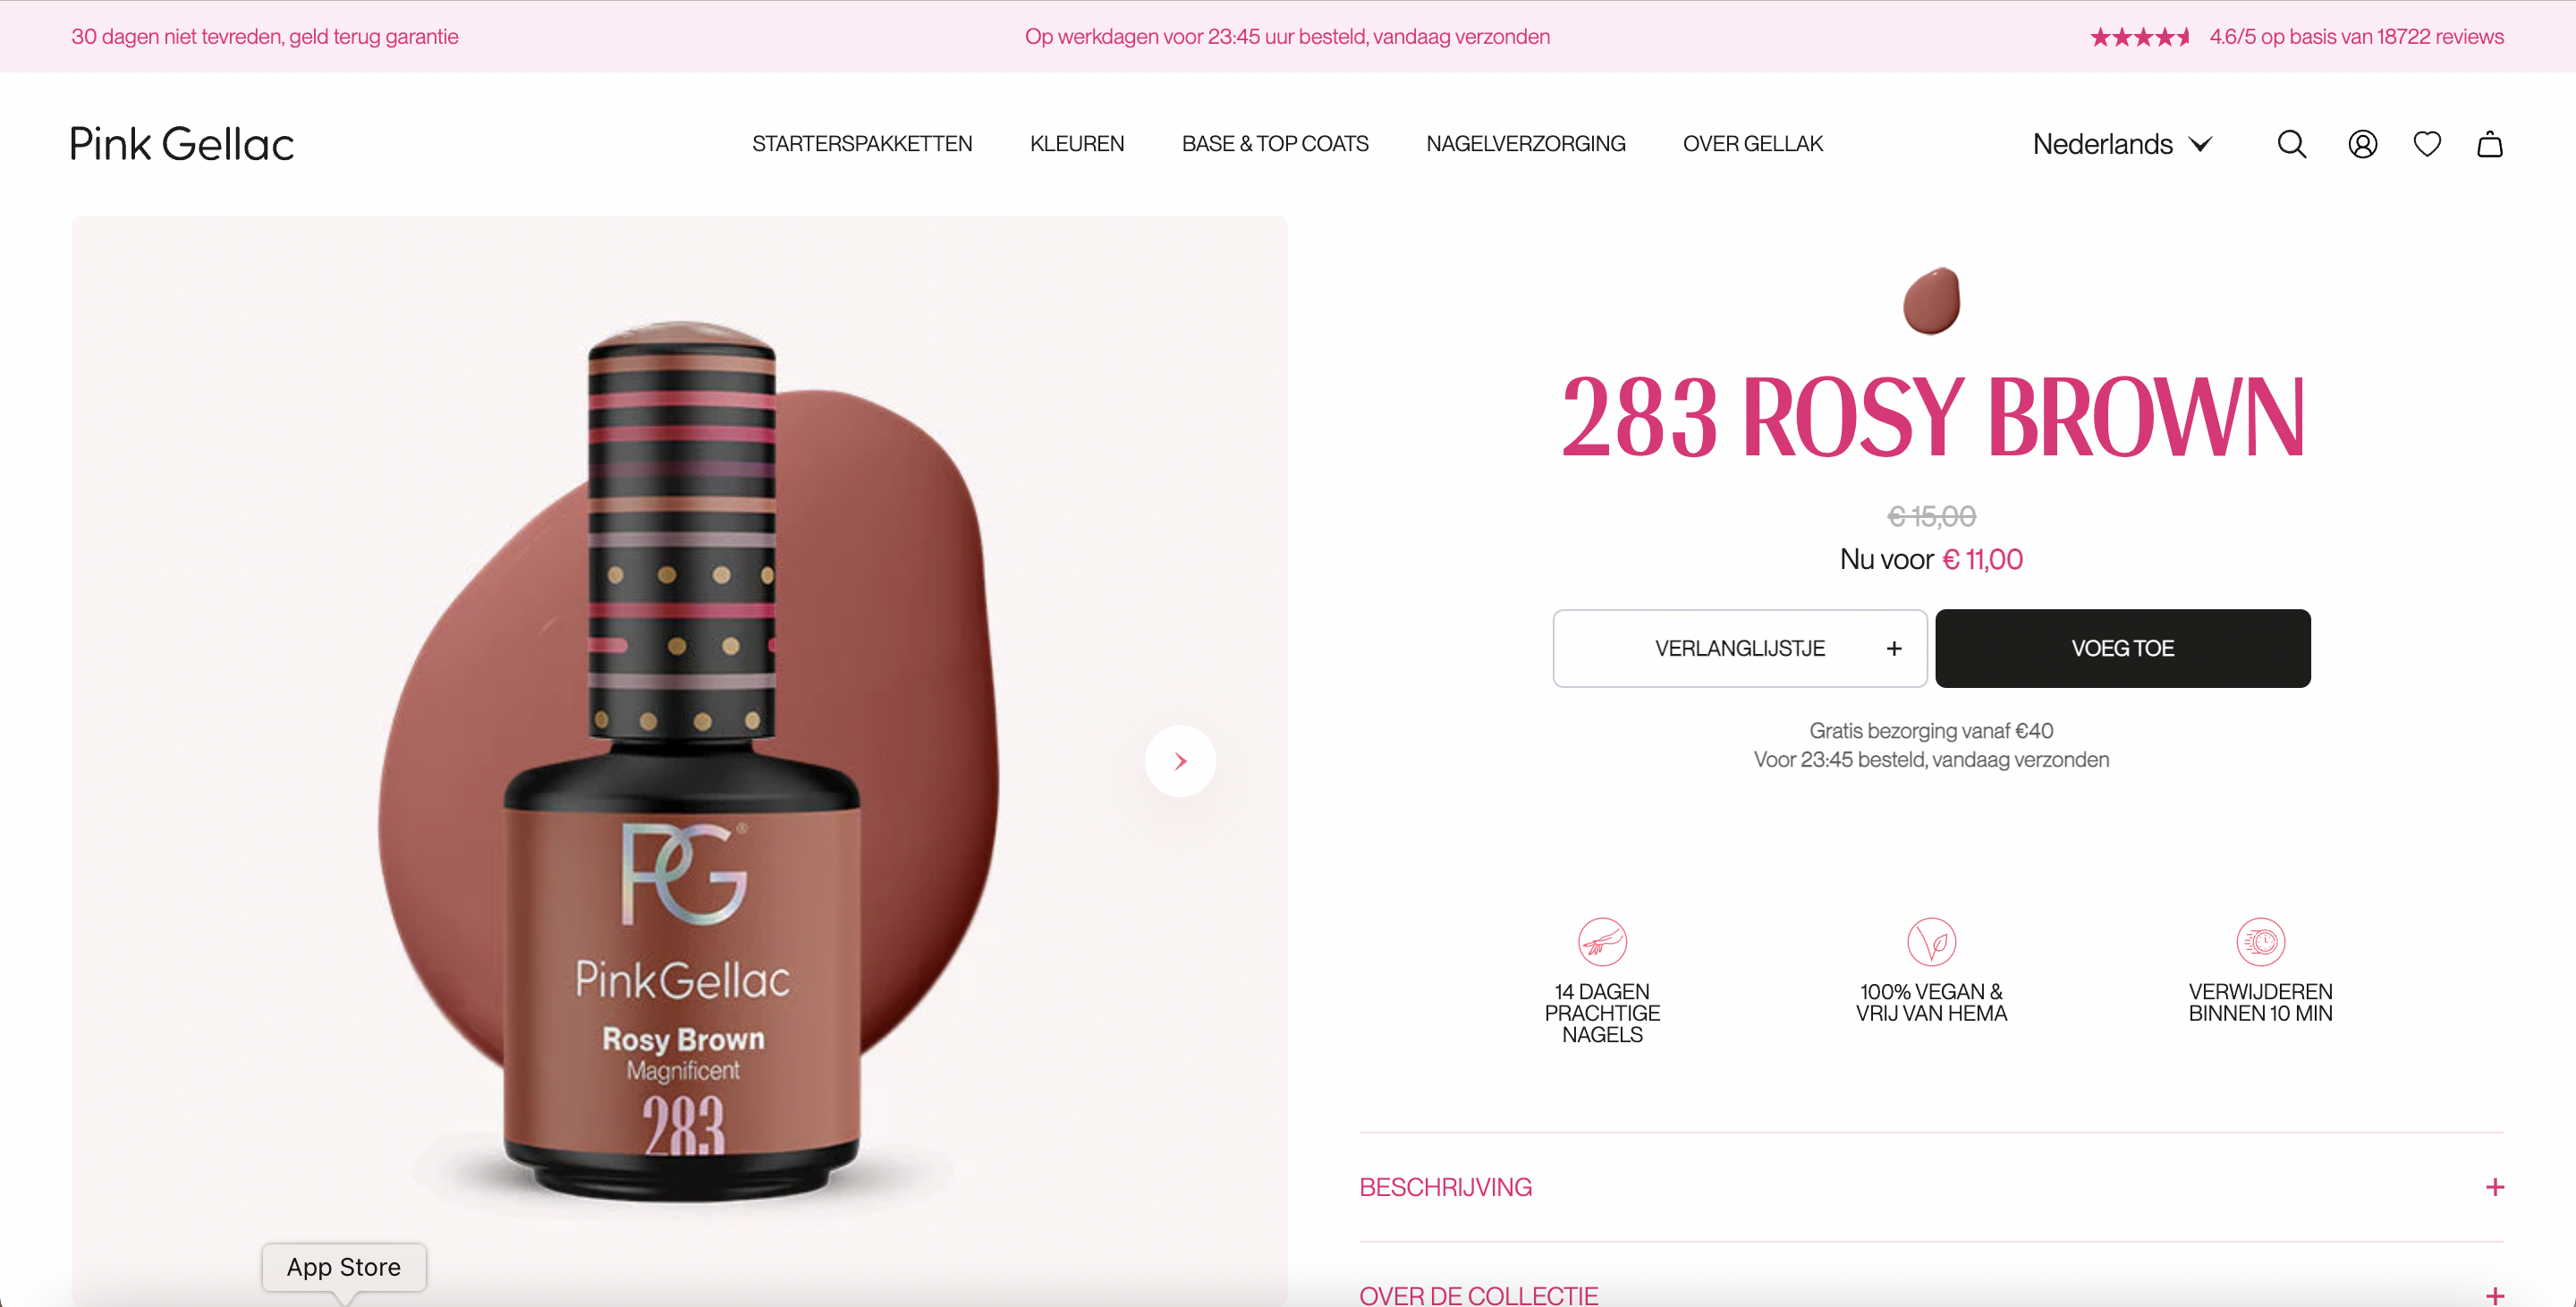 30 dagen niet tevreden, geld terug garantie
Op werkdagen voor 23:45 uur besteld, vandaag verzonden
4.6/5 op basis van 18722 reviews
Pink Gellac
STARTERSPAKKETTEN
KLEUREN
BASE & TOP COATS
NAGELVERZORGING
OVER GELLAK
Nederlands
PG®
PinkGellac
Rosy Brown
Magnificent
283
283 ROSY BROWN
€ 15,00
Nu voor € 11,00
VERLANGLIJSTJE +
VOEG TOE
Gratis bezorging vanaf €40
Voor 23:45 besteld, vandaag verzonden
14 DAGEN
PRACHTIGE
NAGELS
100% VEGAN &
VRIJ VAN HEMA
VERWIJDEREN
BINNEN 10 MIN
BESCHRIJVING +
OVER DE COLLECTIE +
App Store